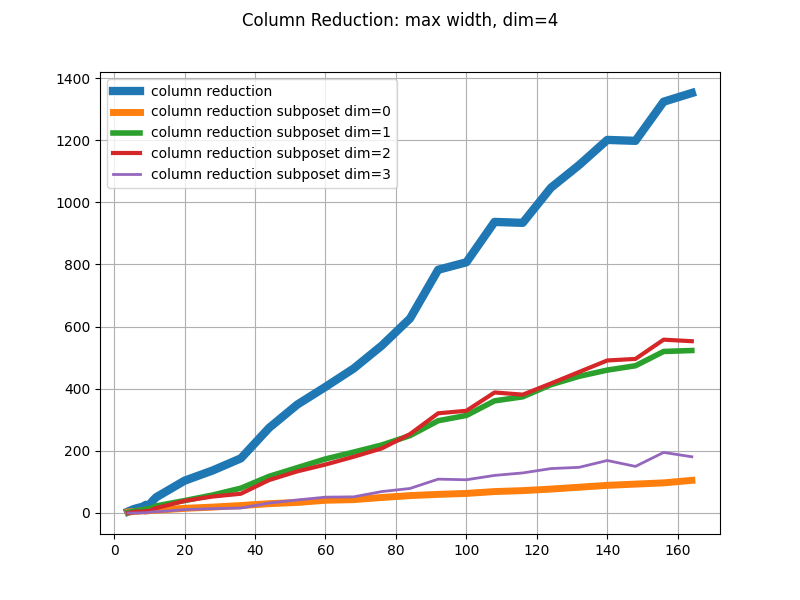 Column Reduction: max width, dim=4
1400
1200
1000
800
600
400
200
0
column reduction
column reduction subposet dim=0
column reduction subposet dim=1
column reduction subposet dim=2
column reduction subposet dim=3
0 20 40 60 80 100 120 140 160